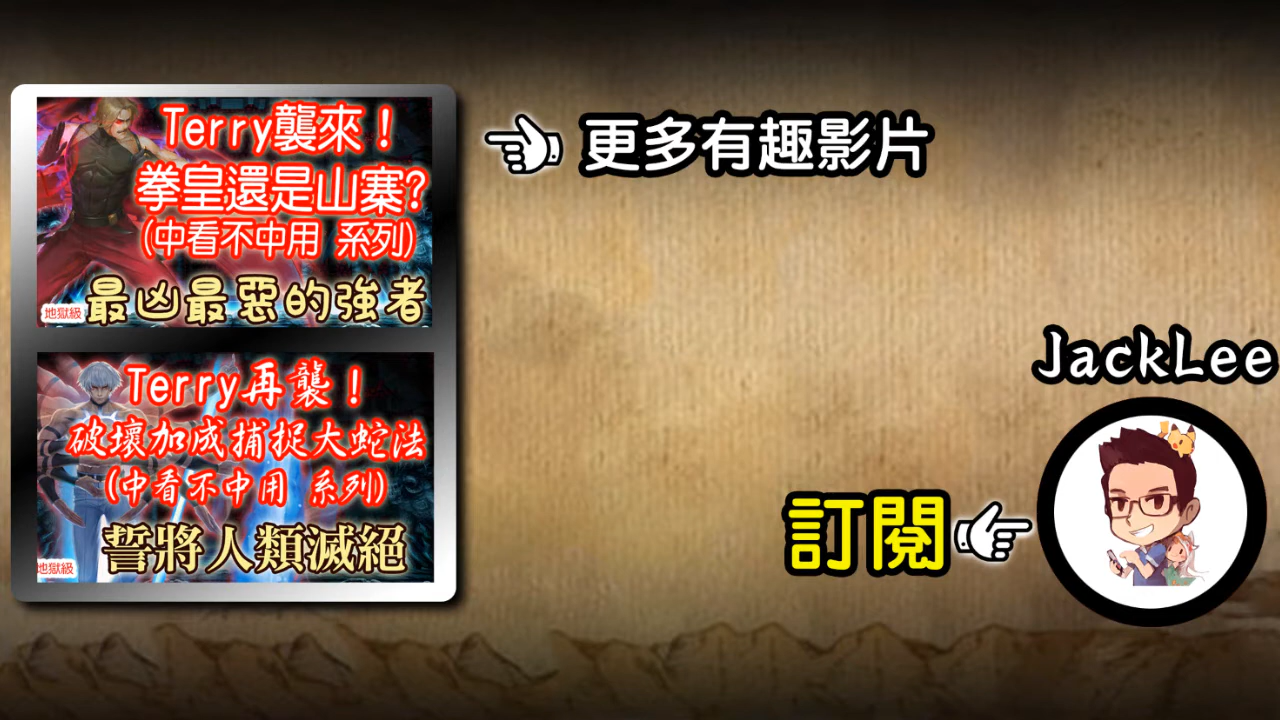 Terry襲來！
拳皇還是山寨?
(中看不中用 系列)
地獄級
最凶最惡的強者
Terry再襲！
破壞加成捕捉大蛇法
(中看不中用 系列)
誓將人類滅絕
地獄級
更多有趣影片
JackLee
訂閱